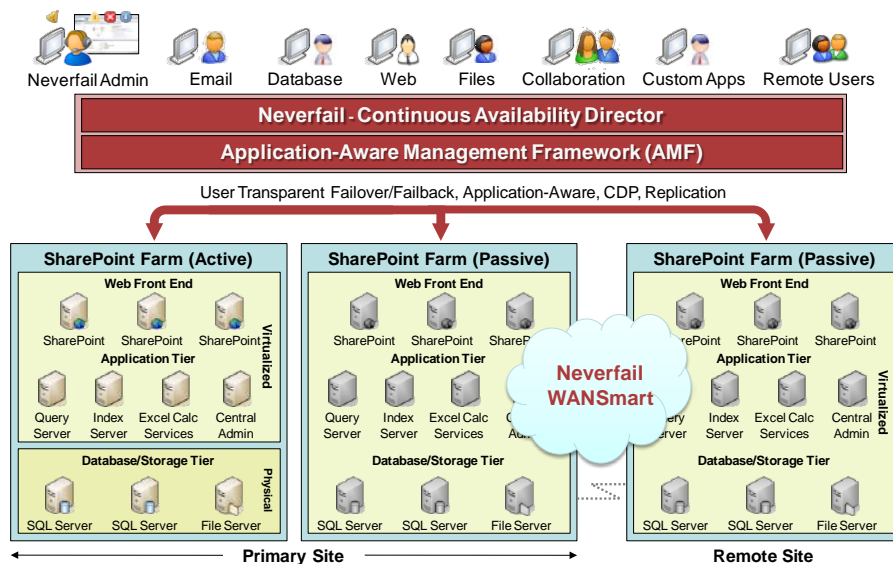 Neverfail Admin
Email
Database
Web
Files
Collaboration
Custom Apps
Remote Users
Neverfail - Continuous Availability Director
Application-Aware Management Framework (AMF)
User Transparent Failover/Failback, Application-Aware, CDP, Replication
SharePoint Farm (Active)
Web Front End
SharePoint
SharePoint
SharePoint
Virtualized
Application Tier
Query
Server
Index
Server
Excel Calc
Services
Central
Admin
Database/Storage Tier
Physical
SQL Server
SQL Server
File Server
SharePoint Farm (Passive)
Web Front End
SharePoint
SharePoint
SharePoint
Application Tier
Query
Server
Index
Server
Excel Calc
Services
Database/Storage Tier
SQL Server
SQL Server
File Server
Neverfail
WANSmart
SharePoint Farm (Passive)
Web Front End
SharePoint
SharePoint
SharePoint
Application Tier
Virtualized
Index
Server
Excel Calc
Services
Central
Admin
Database/Storage Tier
SQL Server
SQL Server
File Server
Primary Site
Remote Site